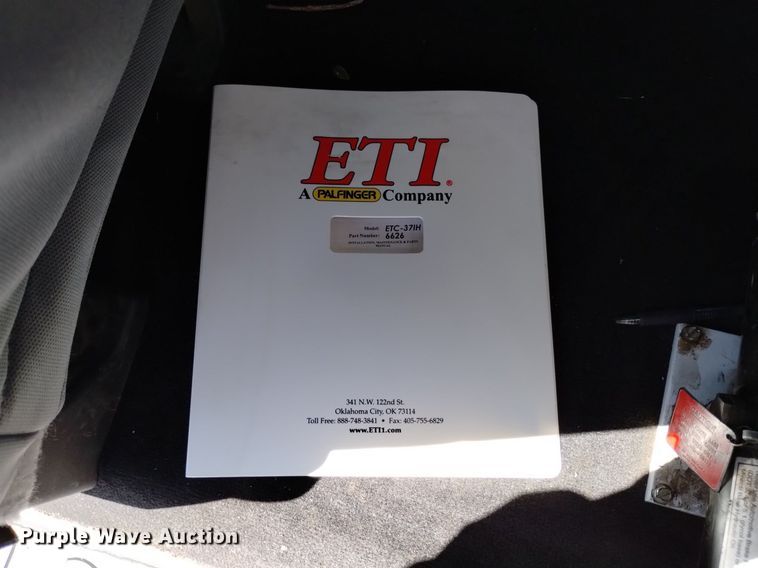 ETI®
A PALFINGER Company
Model: ETC-37IH
Part Number: 6626
INSTALLATION, MAINTENANCE & PARTS
MANUAL
341 N.W. 122nd St.
Oklahoma City, OK 73114
Toll Free: 888-748-3841 • Fax: 405-755-6829
www.ETI1.com
Purple Wave Auction®